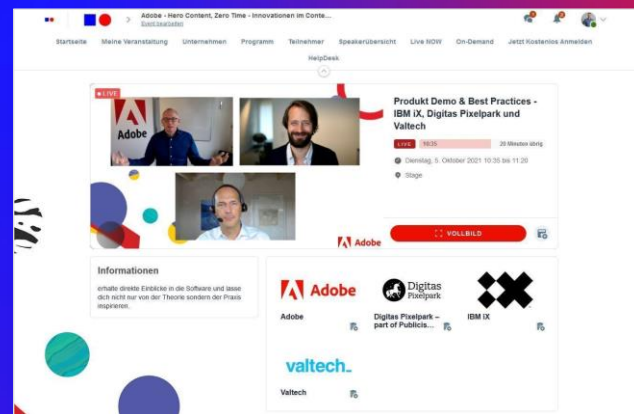 Adobe - Hero Content, Zero Time - Innovationen im Conte...
Event bearbeiten
Startseite Meine Veranstaltung Unternehmen Programm Teilnehmer Speakerübersicht Live NOW On-Demand Jetzt Kostenlos Anmelden
HelpDesk
LIVE
Adobe
Adobe
Produkt Demo & Best Practices -
IBM iX, Digitas Pixelpark und
Valtech
LIVE 10:35 20 Minuten übrig
Dienstag, 5. Oktober 2021 10:35 bis 11:20
Stage
VOLLBILD
Informationen
erhalte direkte Einblicke in die Software und lasse
dich nicht nur von der Theorie sondern der Praxis
inspirieren.
Adobe
Digitas
Pixelpark
Adobe
Digitas Pixelpark –
part of Publicis...
IBM iX
valtech_
Valtech